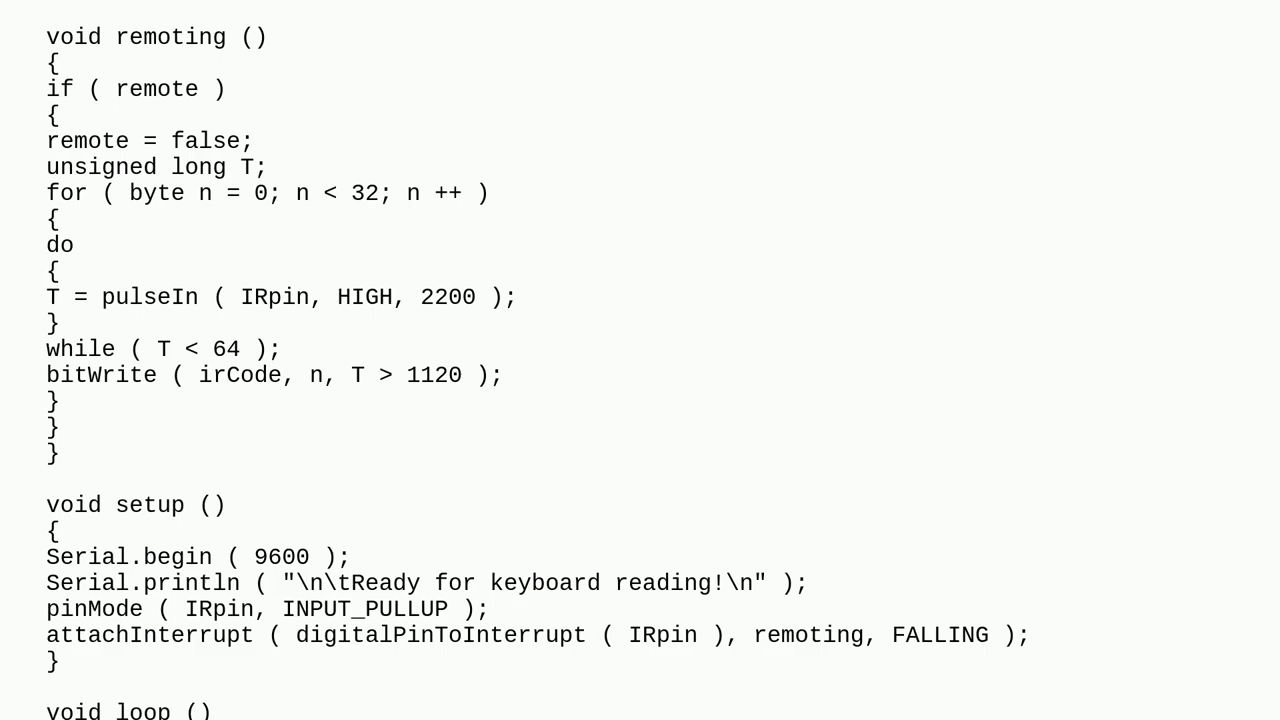 void remoting ()
{
if ( remote )
{
remote = false;
unsigned long T;
for ( byte n = 0; n < 32; n ++ )
{
do
{
T = pulseIn ( IRpin, HIGH, 2200 );
}
while ( T < 64 );
bitWrite ( irCode, n, T > 1120 );
}
}
}

void setup ()
{
Serial.begin ( 9600 );
Serial.println ( "\n\tReady for keyboard reading!\n" );
pinMode ( IRpin, INPUT_PULLUP );
attachInterrupt ( digitalPinToInterrupt ( IRpin ), remoting, FALLING );
}

void loop ()